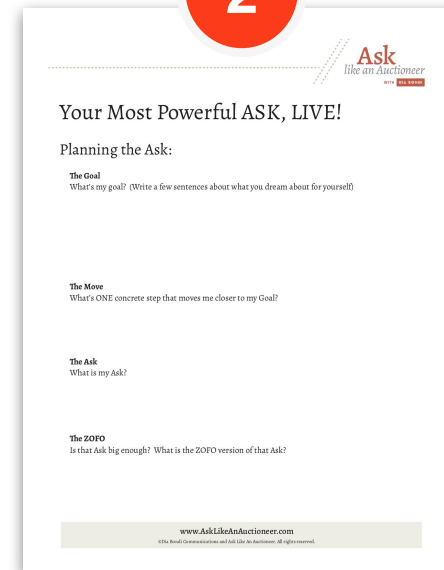 2
Ask
like an Auctioneer
WITH DIA BONDI
Your Most Powerful ASK, LIVE!
Planning the Ask:
The Goal
What's my goal? (Write a few sentences about what you dream about for yourself)
The Move
What's ONE concrete step that moves me closer to my Goal?
The Ask
What is my Ask?
The ZOFO
Is that Ask big enough? What is the ZOFO version of that Ask?
www.AskLikeAnAuctioneer.com
©Dia Bondi Communications and Ask Like An Auctioneer. All rights reserved.